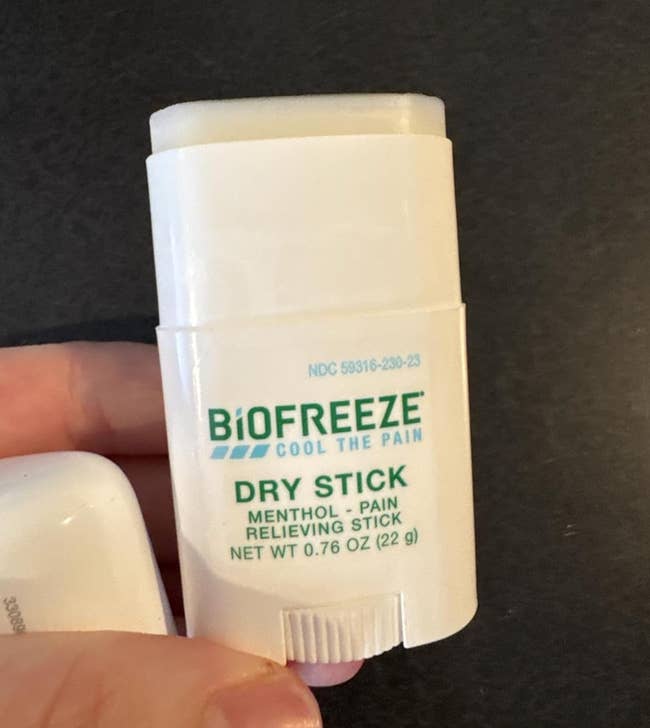 NDC 59316-230-23
BIOFREEZE
COOL THE PAIN
DRY STICK
MENTHOL - PAIN
RELIEVING STICK
NET WT 0.76 OZ (22 g)